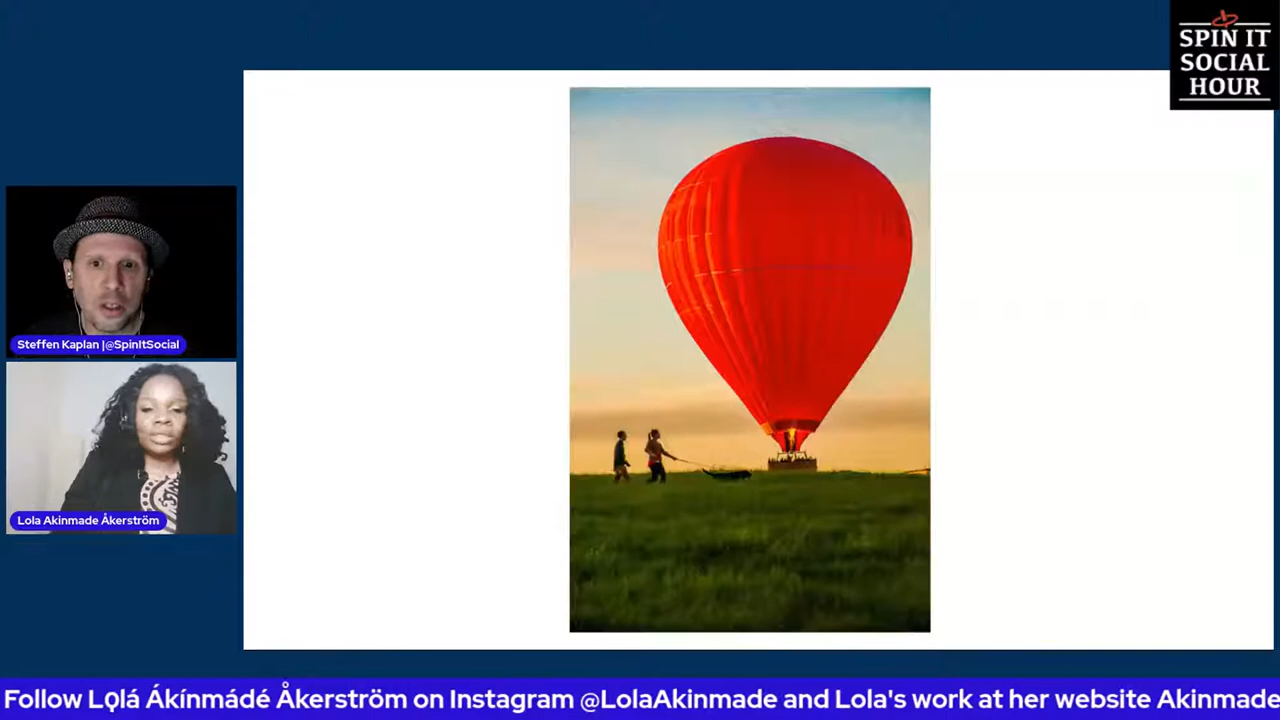 SPIN IT
SOCIAL
HOUR
Steffen Kaplan |@SpinItSocial
Lola Akinmade Åkerström
Follow Lọlá Ákínmádé Åkerström on Instagram @LolaAkinmade and Lola's work at her website Akinmade